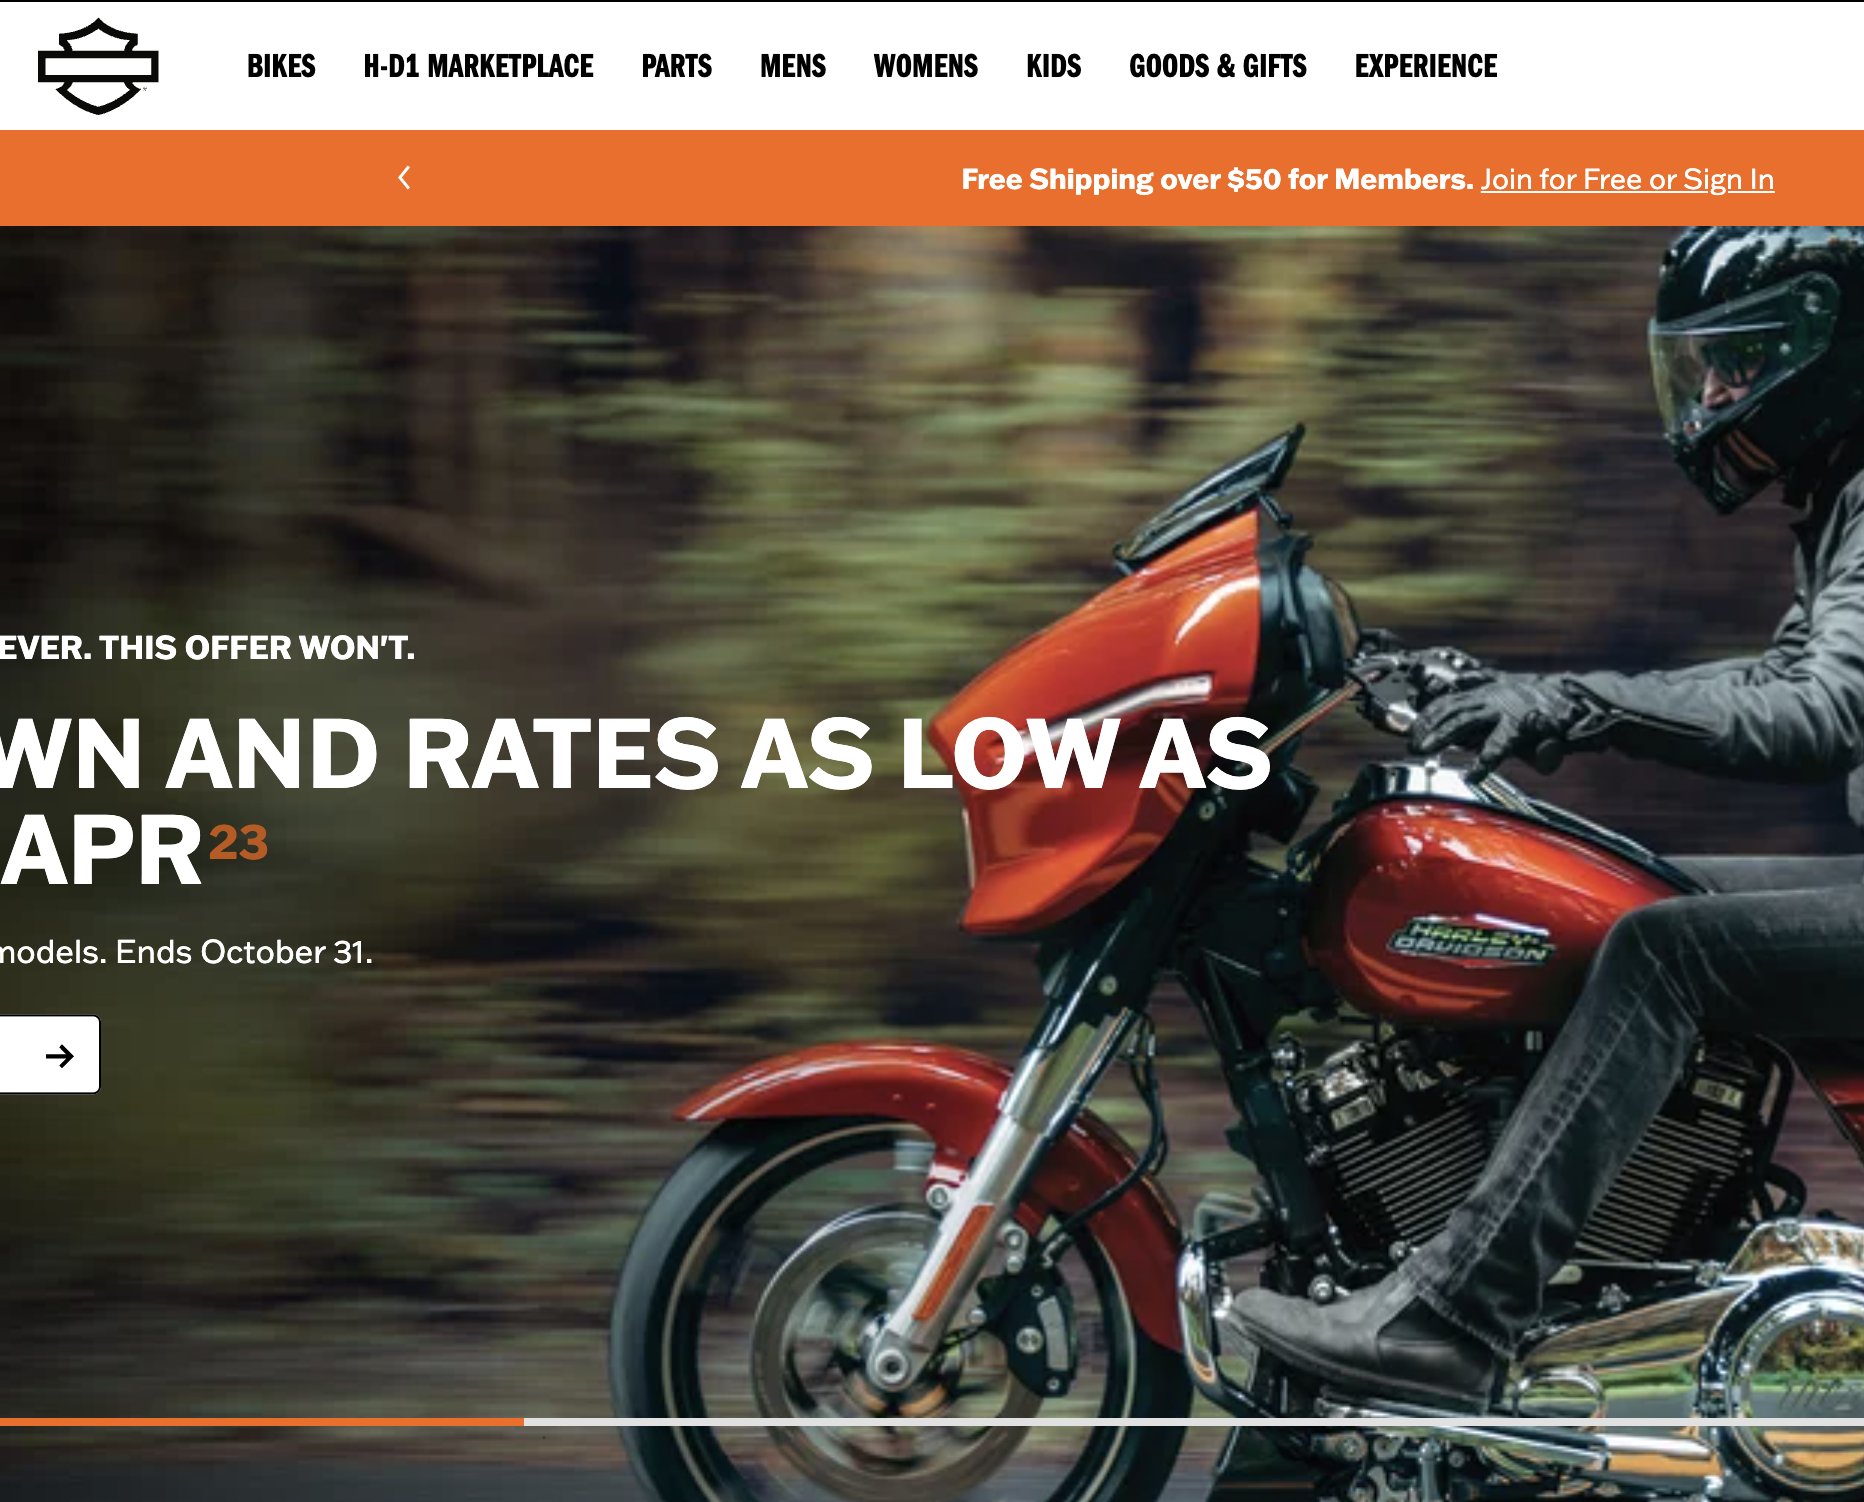 BIKES H-D1 MARKETPLACE PARTS MENS WOMENS KIDS GOODS & GIFTS EXPERIENCE
Free Shipping over $50 for Members. Join for Free or Sign In
EVER. THIS OFFER WON'T.
WN AND RATES AS LOW AS
APR23
models. Ends October 31.
HARLEY-
DAVIDSON